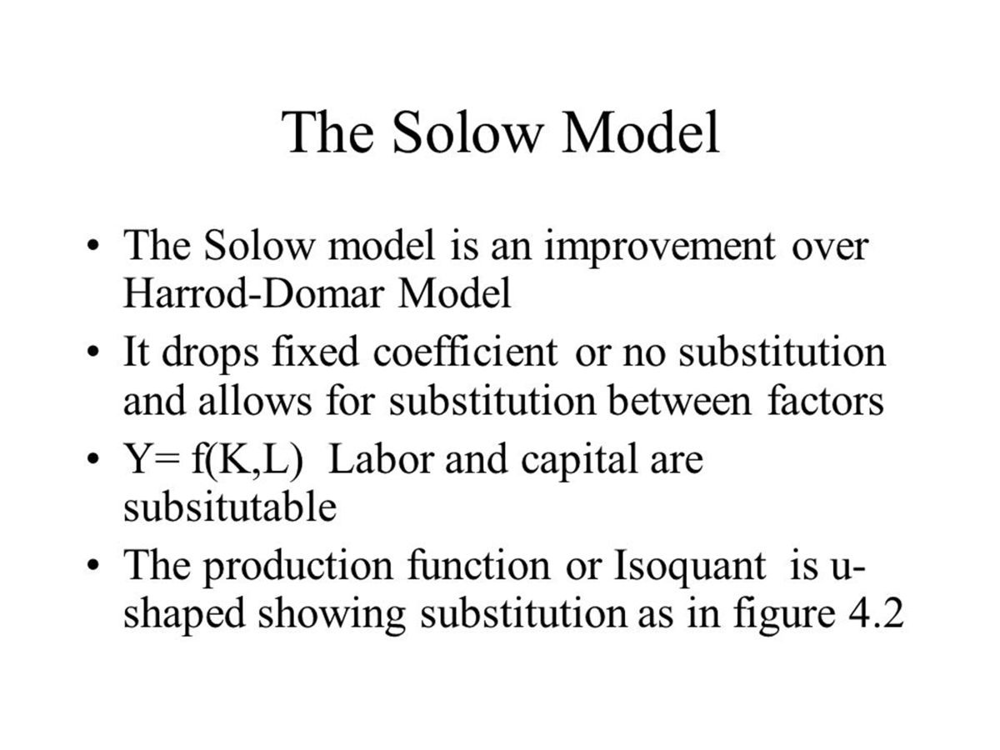 The Solow Model
• The Solow model is an improvement over
Harrod-Domar Model
• It drops fixed coefficient or no substitution
and allows for substitution between factors
• Y= f(K,L)  Labor and capital are
subsitutable
• The production function or Isoquant  is u-
shaped showing substitution as in figure 4.2